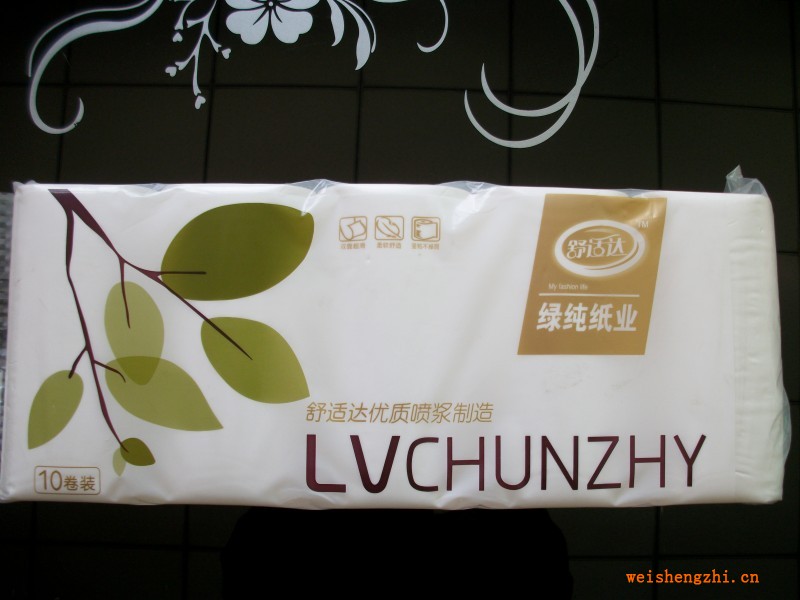 舒适达
TM
My fashion life
绿纯纸业
舒适达优质喷浆制造
LVCHUNZHY
10卷装
weishengzhi.cn